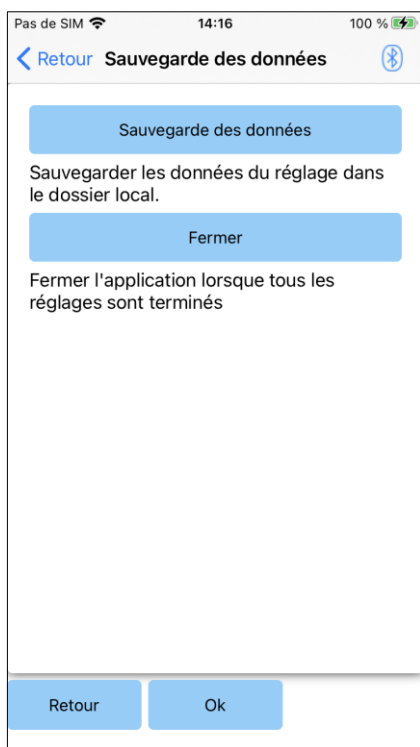 Pas de SIM 14:16 100 %
Retour Sauvegarde des données
Sauvegarde des données
Sauvegarder les données du réglage dans
le dossier local.
Fermer
Fermer l'application lorsque tous les
réglages sont terminés
Retour Ok